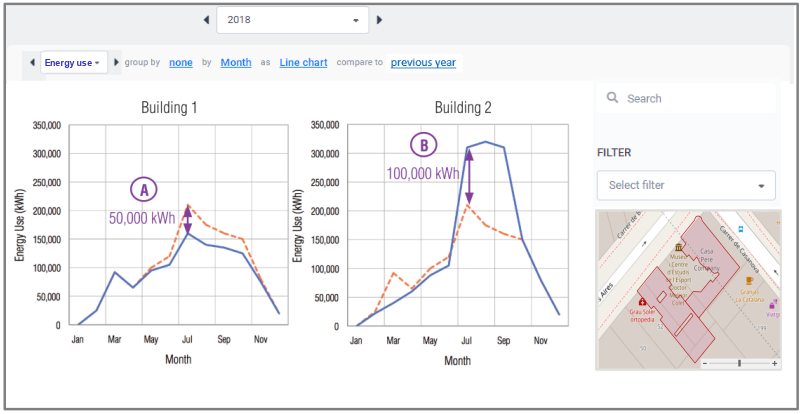 2018
Energy use group by none by Month as Line chart compare to previous year
Building 1
350,000
300,000
250,000
200,000
150,000
100,000
50,000
0
Energy Use (kWh)
A
50,000 kWh
Jan Mar May Jul Sep Nov
Month
Building 2
350,000
300,000
250,000
200,000
150,000
100,000
50,000
0
Energy Use (kWh)
B
100,000 kWh
Jan Mar May Jul Sep Nov
Month
Search
FILTER
Select filter
Carrer de
Carrer de Casanova
Casa
Pere
Company
Museu
i Centre
d'Estudis
de l'Esport
Doctor
Colet
s Aires
Grau Soler
ortopedia
Granja
La Catalana
52
50